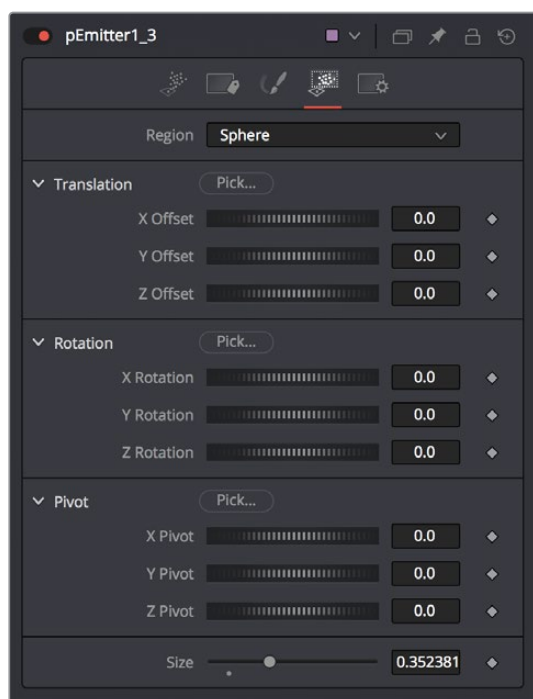 pEmitter1_3
Region Sphere
Translation Pick...
X Offset 0.0
Y Offset 0.0
Z Offset 0.0
Rotation Pick...
X Rotation 0.0
Y Rotation 0.0
Z Rotation 0.0
Pivot Pick...
X Pivot 0.0
Y Pivot 0.0
Z Pivot 0.0
Size 0.352381